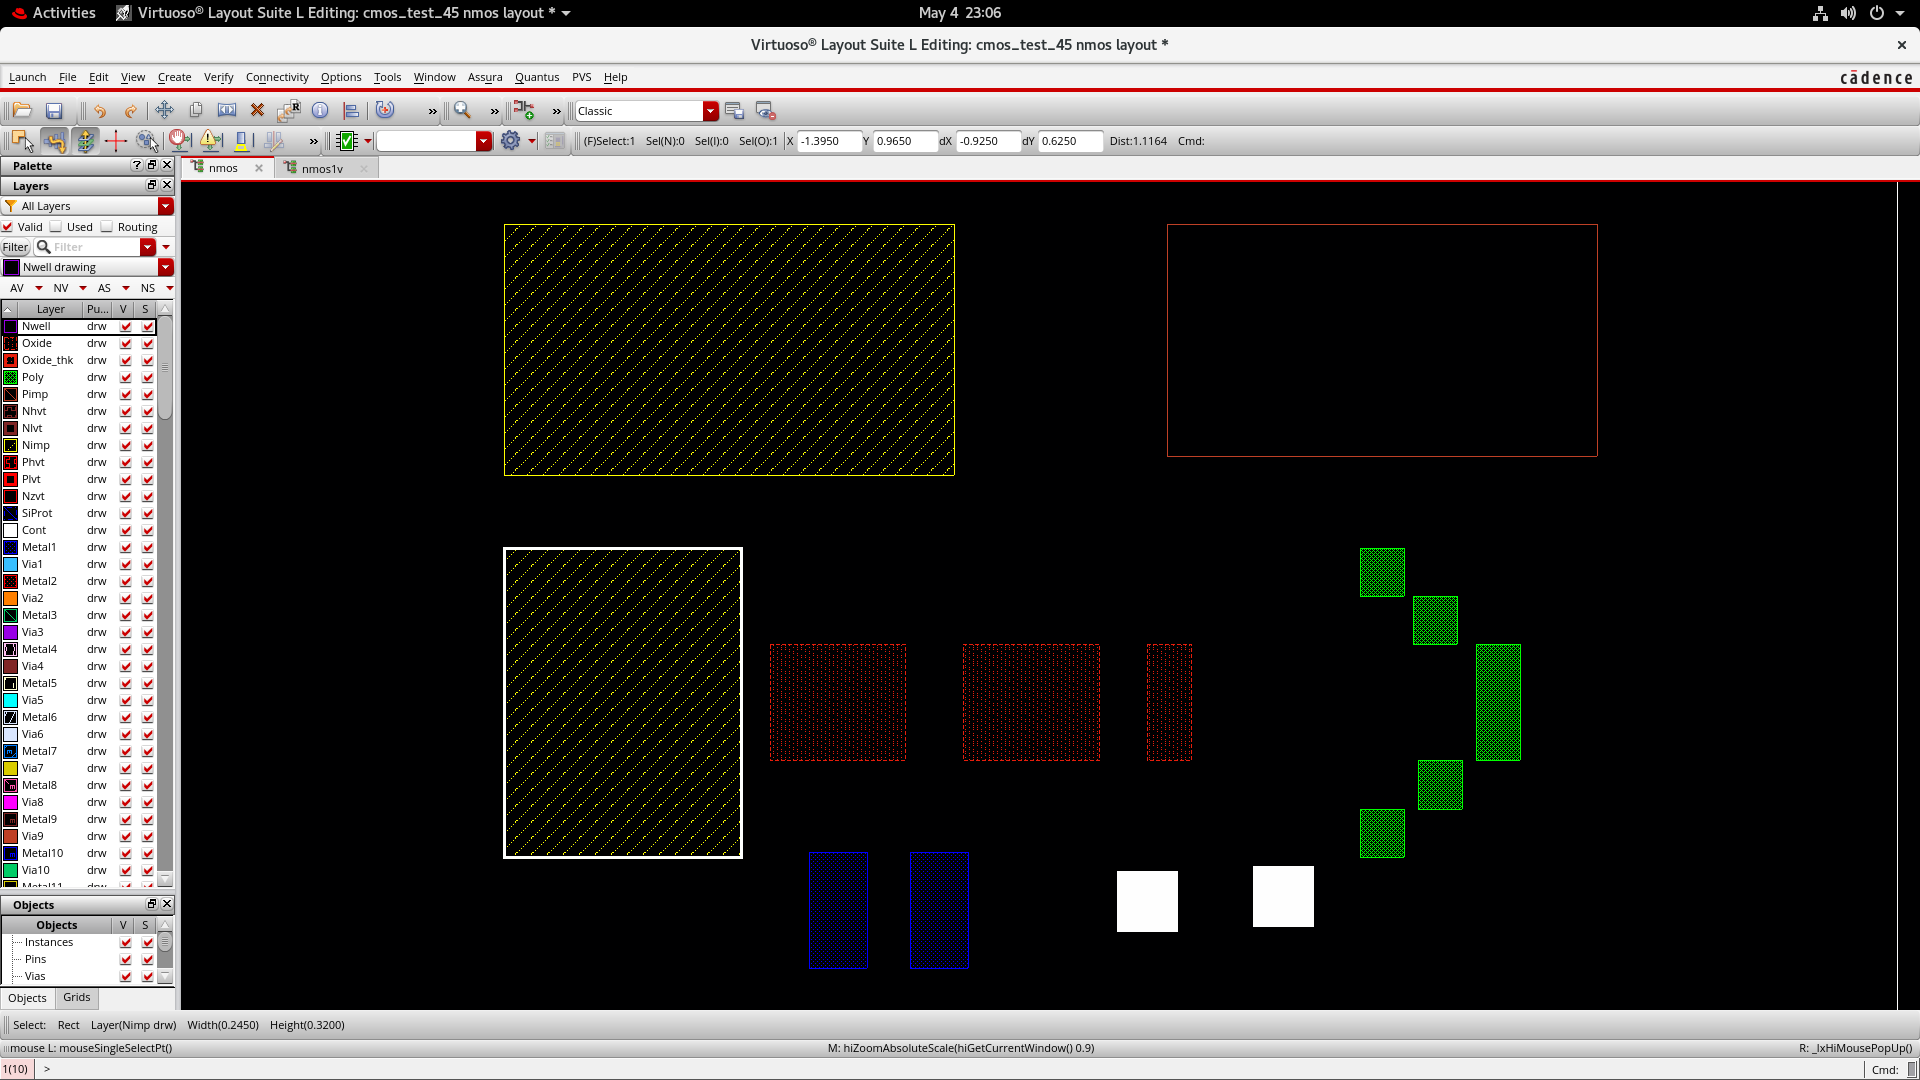 Activities Virtuoso® Layout Suite L Editing: cmos_test_45 nmos layout * May 4 23:06
Virtuoso® Layout Suite L Editing: cmos_test_45 nmos layout *
Launch File Edit View Create Verify Connectivity Options Tools Window Assura Quantus PVS Help cādence
» » » Classic
» (F)Select:1 Sel(N):0 Sel(I):0 Sel(O):1 X -1.3950 Y 0.9650 dX -0.9250 dY 0.6250 Dist:1.1164 Cmd:
Palette
nmos nmos1v
Layers
All Layers
Valid Used Routing
Filter Filter
Nwell drawing
AV NV AS NS
Layer Pu... V S
Nwell drw
Oxide drw
Oxide_thk drw
Poly drw
Pimp drw
Nhvt drw
Nlvt drw
Nimp drw
Phvt drw
Plvt drw
Nzvt drw
SiProt drw
Cont drw
Metal1 drw
Via1 drw
Metal2 drw
Via2 drw
Metal3 drw
Via3 drw
Metal4 drw
Via4 drw
Metal5 drw
Via5 drw
Metal6 drw
Via6 drw
Metal7 drw
Via7 drw
Metal8 drw
Via8 drw
Metal9 drw
Via9 drw
Metal10 drw
Via10 drw
Metal11 drw
Objects
Objects V S
Instances
Pins
Vias
Objects Grids
Select: Rect Layer(Nimp drw) Width(0.2450) Height(0.3200)
mouse L: mouseSingleSelectPt() M: hiZoomAbsoluteScale(hiGetCurrentWindow() 0.9) R: _lxHiMousePopUp()
1(10) > Cmd: